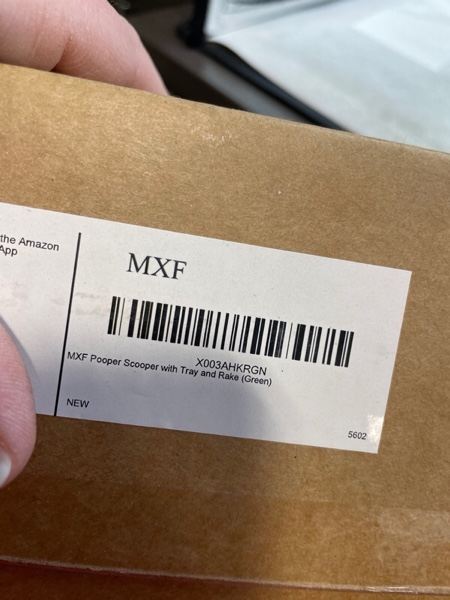 the Amazon
App
MXF
X003AHKRGN
MXF Pooper Scooper with Tray and Rake (Green)
NEW
5602